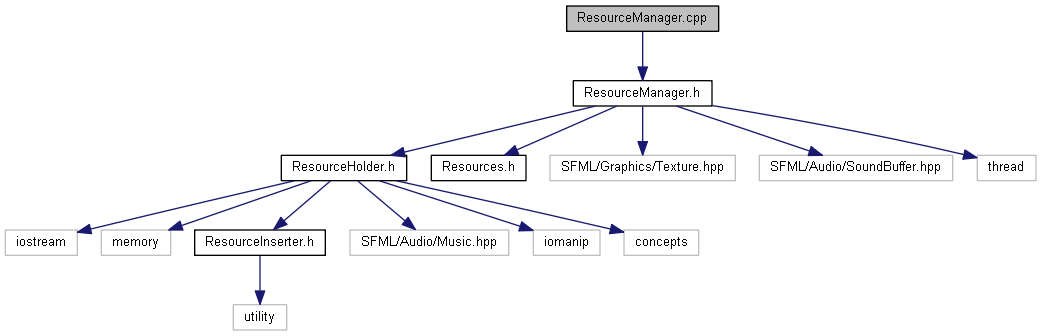 ResourceManager.cpp
ResourceManager.h
ResourceHolder.h
Resources.h
SFML/Graphics/Texture.hpp
SFML/Audio/SoundBuffer.hpp
thread
iostream
memory
ResourceInserter.h
SFML/Audio/Music.hpp
iomanip
concepts
utility